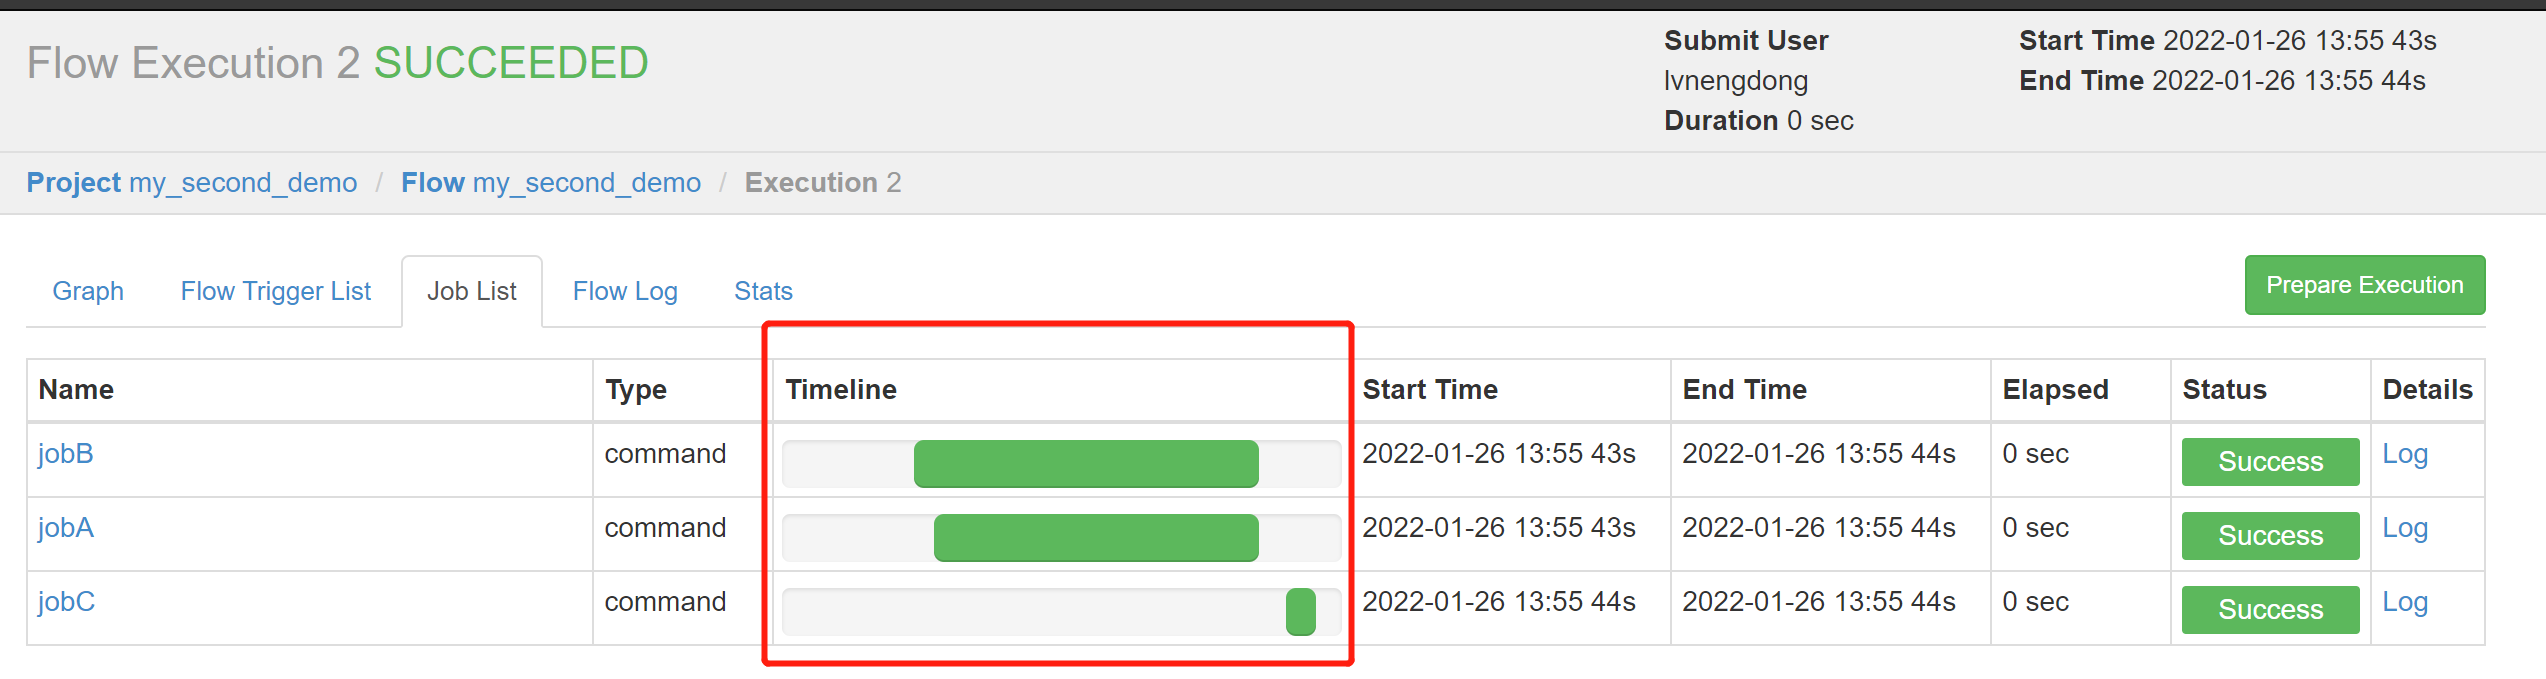 Flow Execution 2 SUCCEEDED
Submit User
lvnengdong
Duration 0 sec
Start Time 2022-01-26 13:55 43s
End Time 2022-01-26 13:55 44s
Project my_second_demo / Flow my_second_demo / Execution 2
Graph Flow Trigger List Job List Flow Log Stats Prepare Execution
Name Type Timeline Start Time End Time Elapsed Status Details
jobB command 2022-01-26 13:55 43s 2022-01-26 13:55 44s 0 sec Success Log
jobA command 2022-01-26 13:55 43s 2022-01-26 13:55 44s 0 sec Success Log
jobC command 2022-01-26 13:55 44s 2022-01-26 13:55 44s 0 sec Success Log